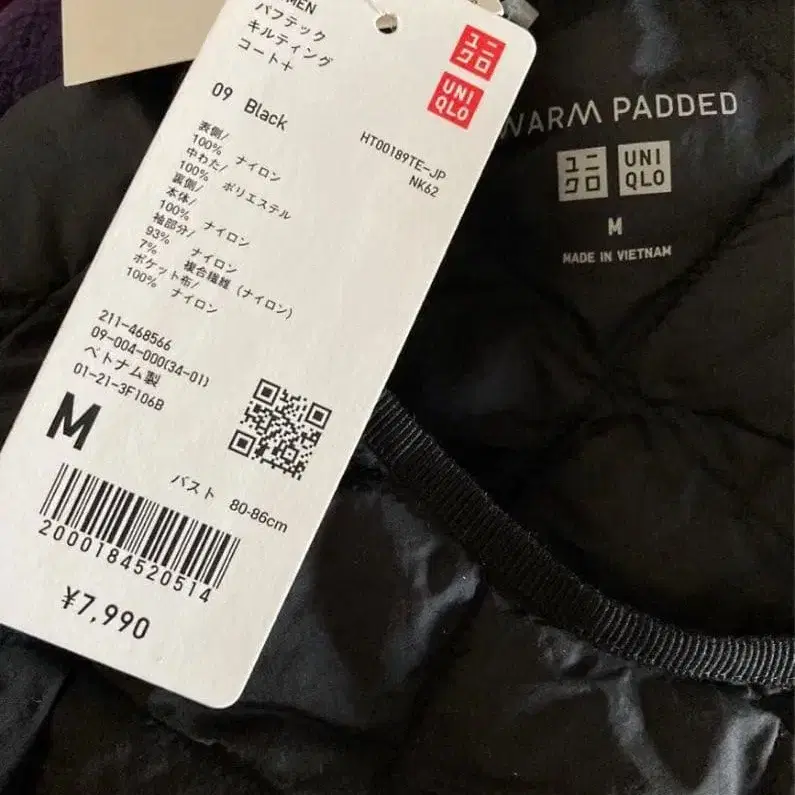 MEN
パフテック
キルティング
コート+
ユニ
クロ
UNI
QLO
09 Black
HT00189TE-JP
NK62
表側/
100% ナイロン
中わた/
100% ポリエステル
裏側/
本体/
100% ナイロン
袖部分/
93% ナイロン
7% 複合繊維(ナイロン)
ポケット布/
100% ナイロン
211-468566
09-004-000(34-01)
ベトナム製
01-21-3F106B
M
バスト 80-86cm
2000184520514
¥7,990
WARM PADDED
ユニ
クロ
UNI
QLO
M
MADE IN VIETNAM